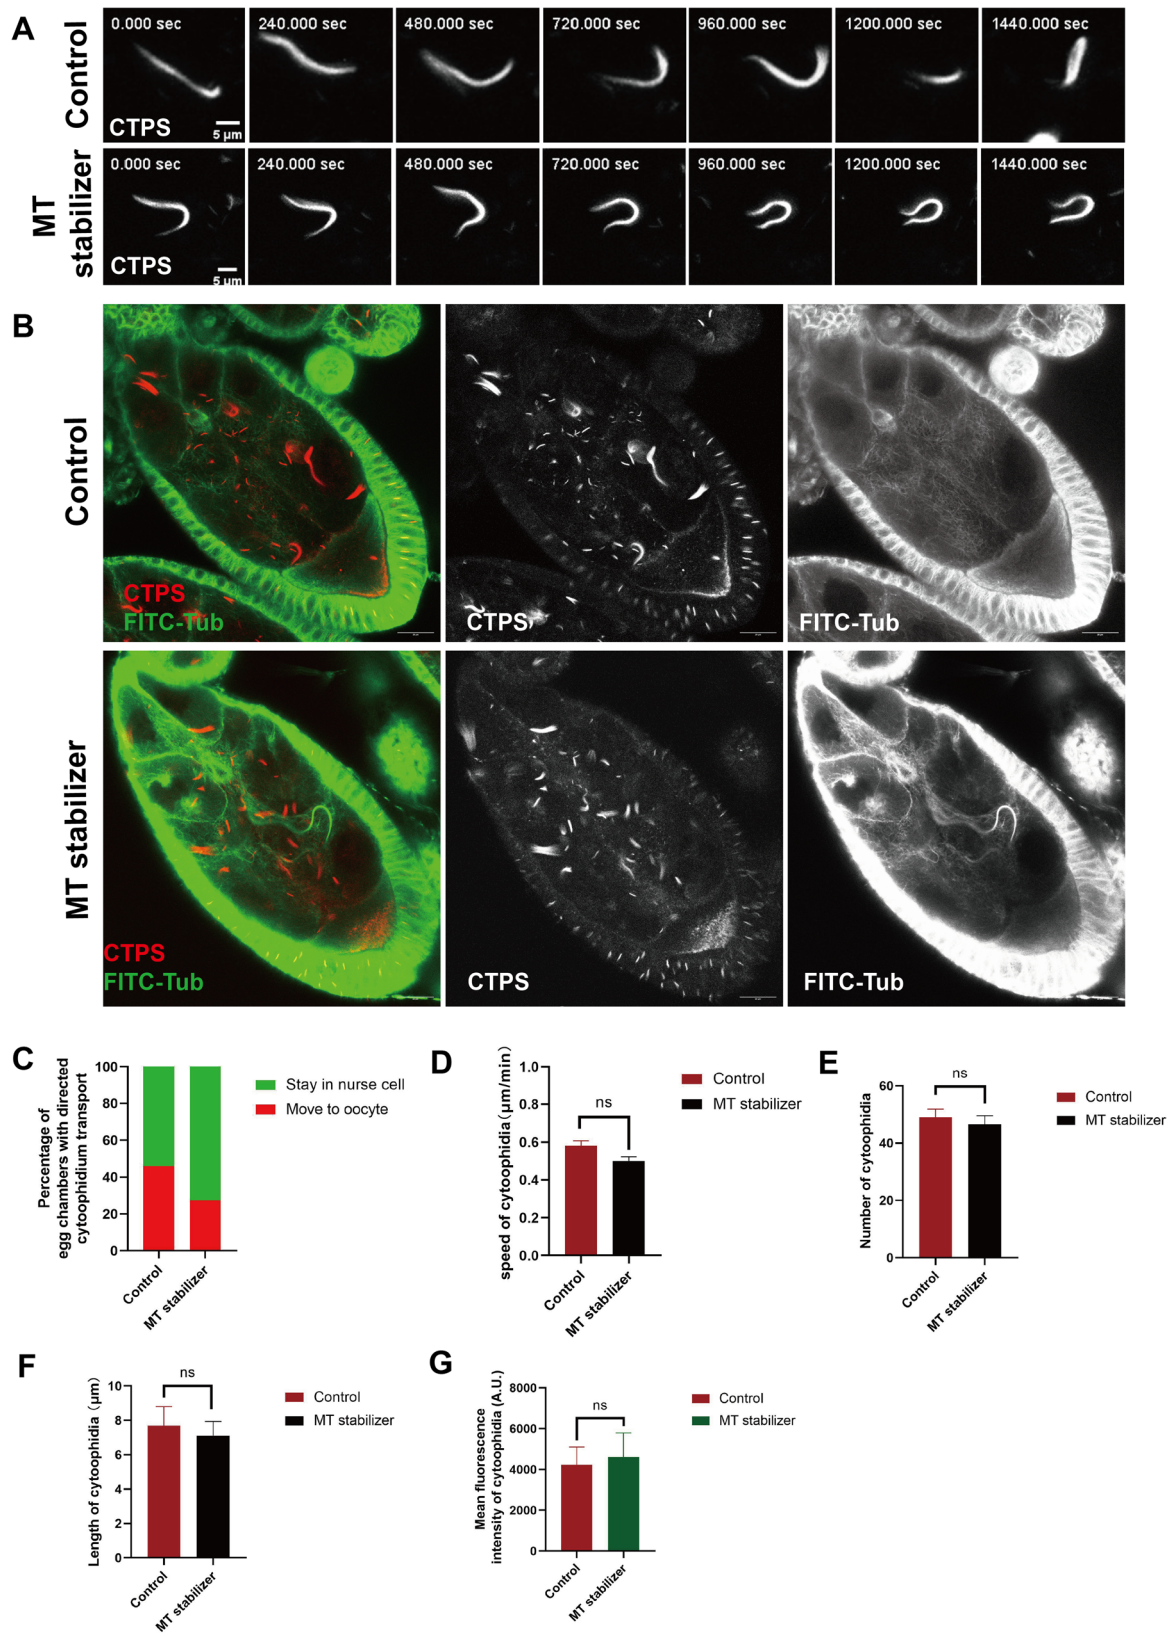 A
Control
0.000 sec
240.000 sec
480.000 sec
720.000 sec
960.000 sec
1200.000 sec
1440.000 sec
CTPS
5 µm
MT
stabilizer
0.000 sec
240.000 sec
480.000 sec
720.000 sec
960.000 sec
1200.000 sec
1440.000 sec
CTPS
5 µm
B
Control
CTPS
FITC-Tub
CTPS
FITC-Tub
MT stabilizer
CTPS
FITC-Tub
CTPS
FITC-Tub
C
Percentage of
egg chambers with directed
cytoophidium transport
100
80
60
40
20
0
Control
MT stabilizer
Stay in nurse cell
Move to oocyte
D
speed of cytoophidia (µm/min)
1.0
0.8
0.6
0.4
0.2
0.0
ns
Control
MT stabilizer
Control
MT stabilizer
E
Number of cytoophidia
60
40
20
0
ns
Control
MT stabilizer
Control
MT stabilizer
F
Length of cytoophidia (µm)
10
8
6
4
2
0
ns
Control
MT stabilizer
Control
MT stabilizer
G
Mean fluorescence
intensity of cytoophidia (A.U.)
8000
6000
4000
2000
0
ns
Control
MT stabilizer
Control
MT stabilizer